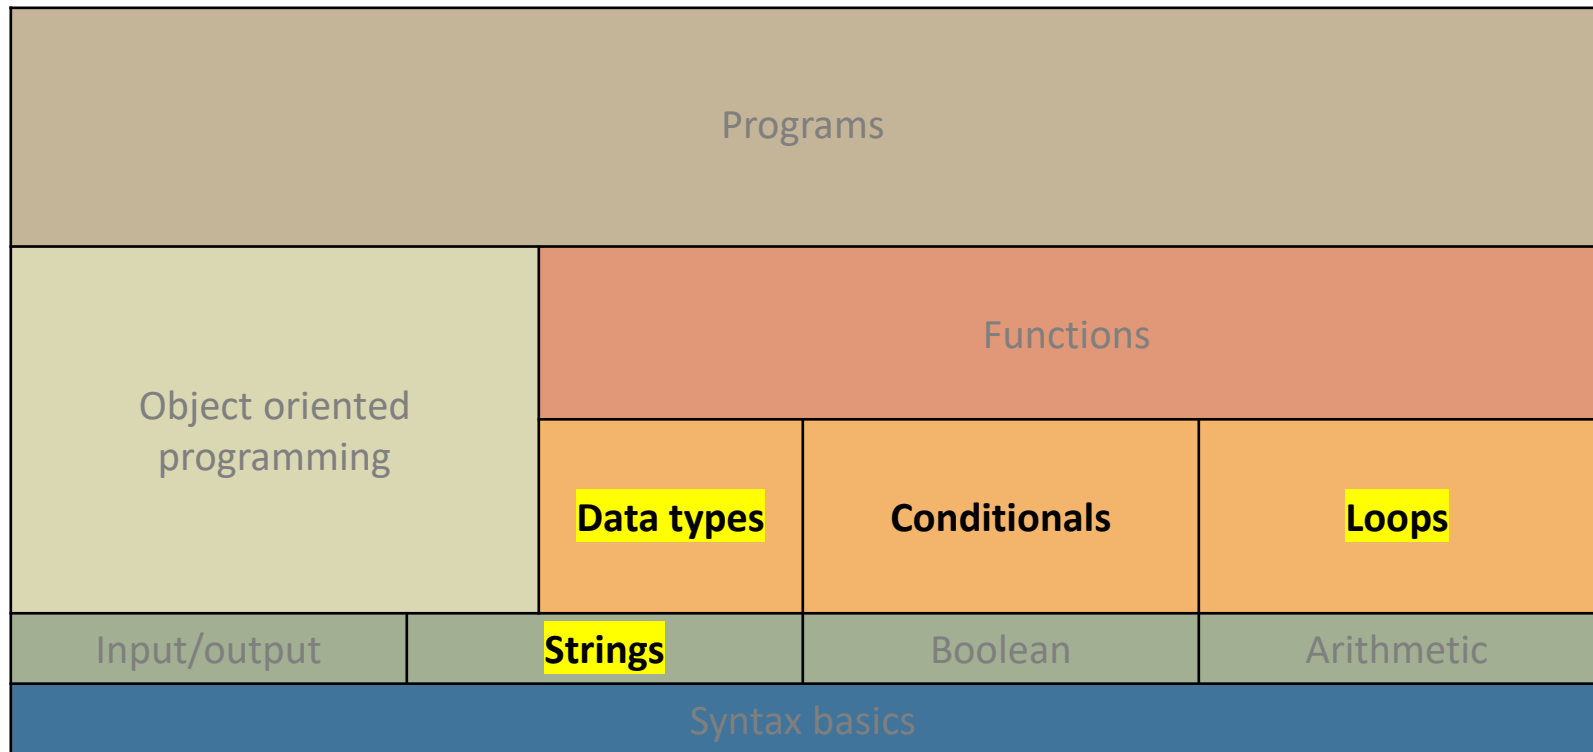 Programs
Functions
Object oriented
programming
Data types
Conditionals
Loops
Input/output
Strings
Boolean
Arithmetic
Syntax basics